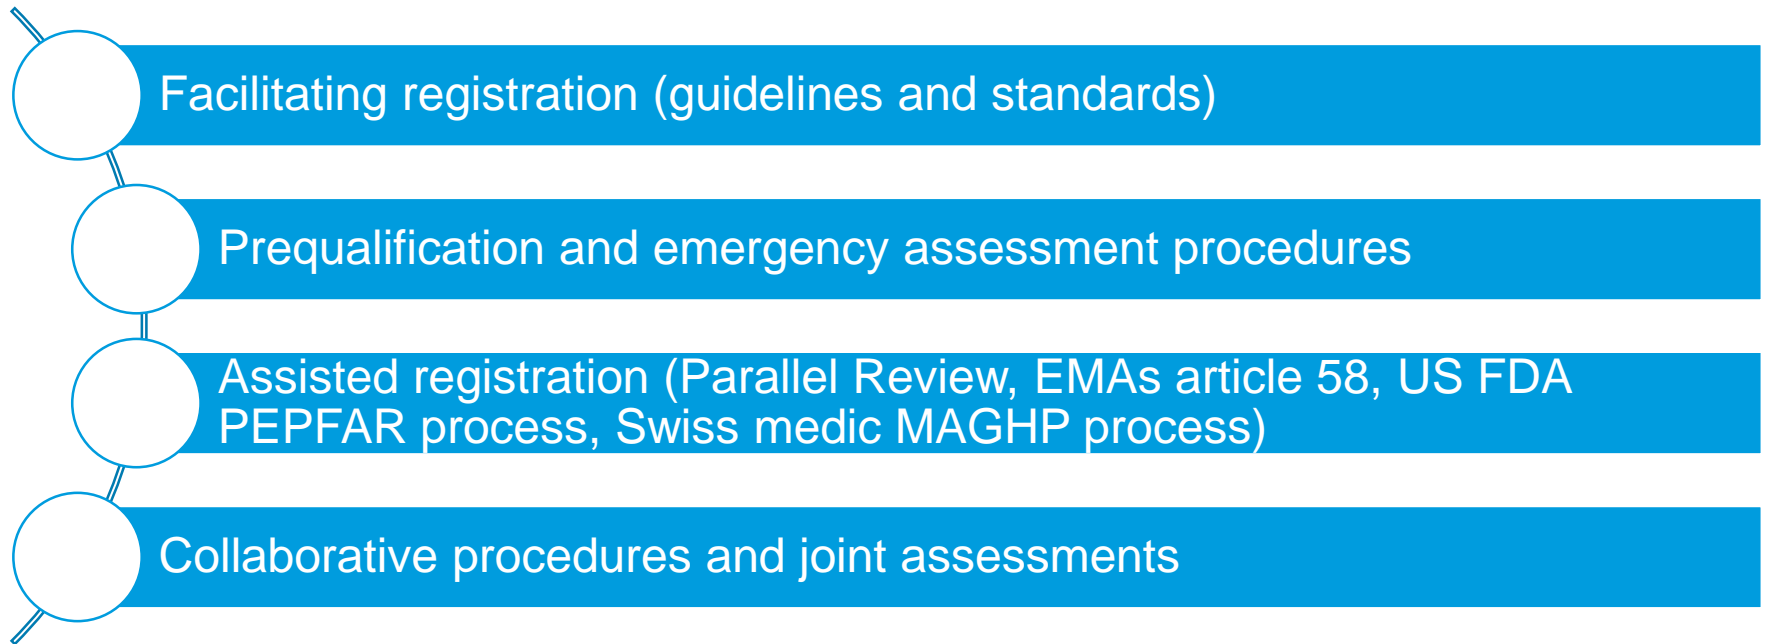 Facilitating registration (guidelines and standards)
Prequalification and emergency assessment procedures
Assisted registration (Parallel Review, EMAs article 58, US FDA
PEPFAR process, Swiss medic MAGHP process)
Collaborative procedures and joint assessments